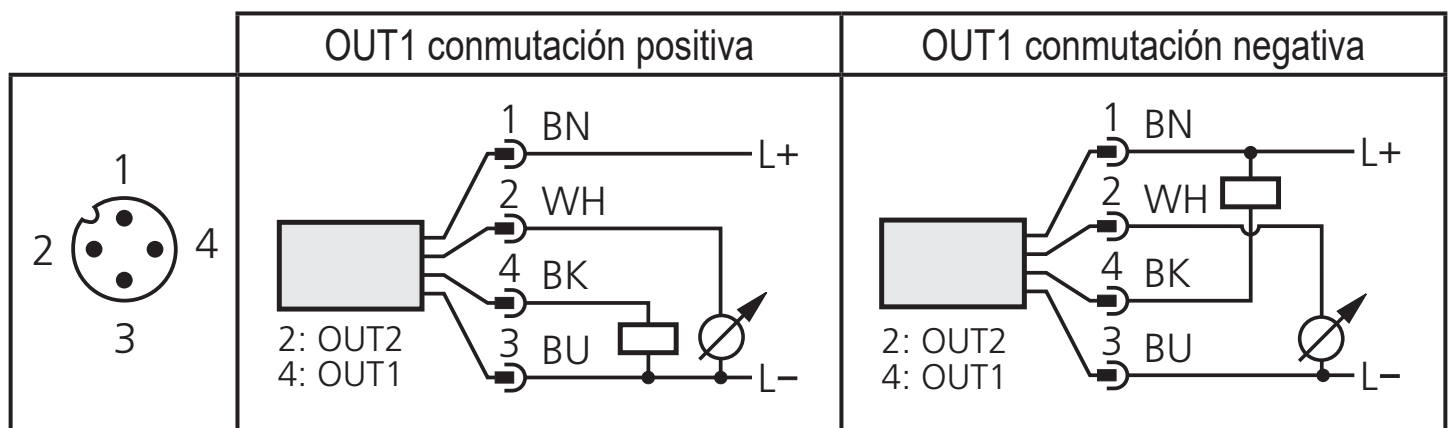 OUT1 conmutación positiva
OUT1 conmutación negativa
1
2
4
3
1 BN
L+
2 WH
4 BK
3 BU
L–
2: OUT2
4: OUT1
1 BN
L+
2 WH
4 BK
3 BU
L–
2: OUT2
4: OUT1